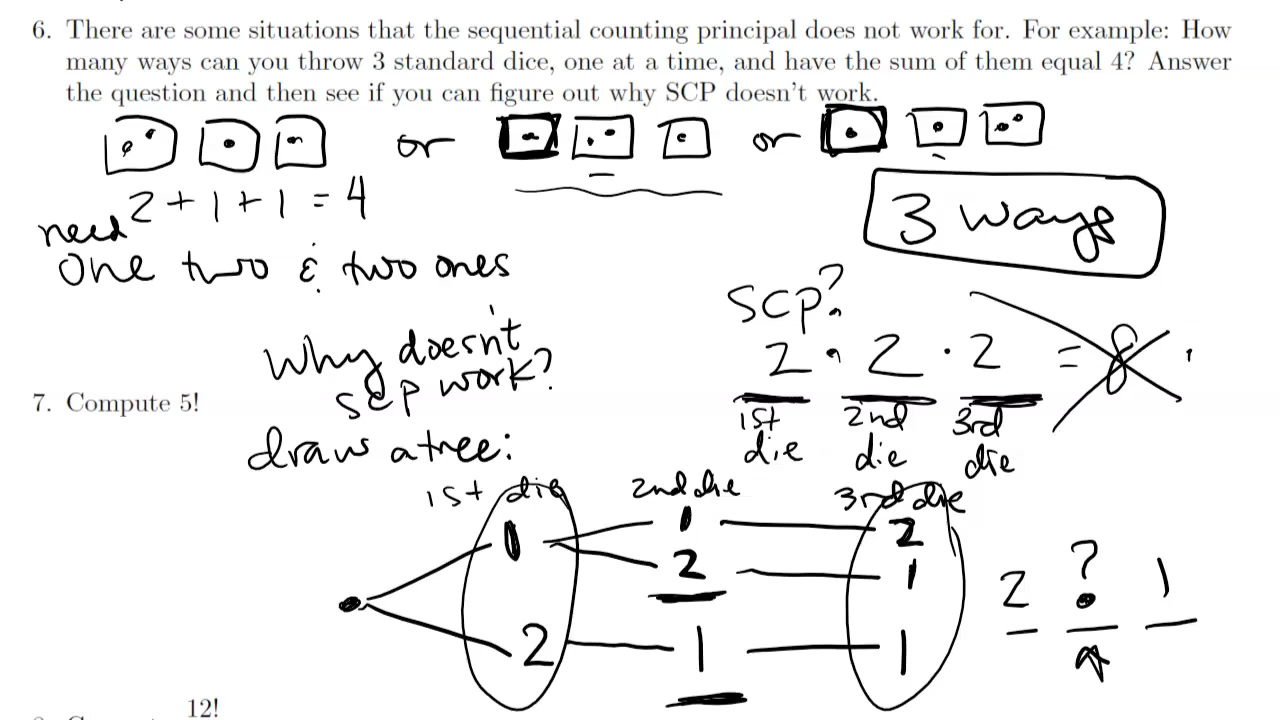 6. There are some situations that the sequential counting principal does not work for. For example: How
many ways can you throw 3 standard dice, one at a time, and have the sum of them equal 4? Answer
the question and then see if you can figure out why SCP doesn't work.
or or
2 + 1 + 1 = 4
3 ways
need
One two & two ones
SCP?
2 · 2 · 2 = 8
1st die 2nd die 3rd die
Why doesn't
SCP work?
7. Compute 5!
draw a tree:
1st die 2nd die 3rd die
1 1 2
2 1
2 1 1
2 ? 1
12!